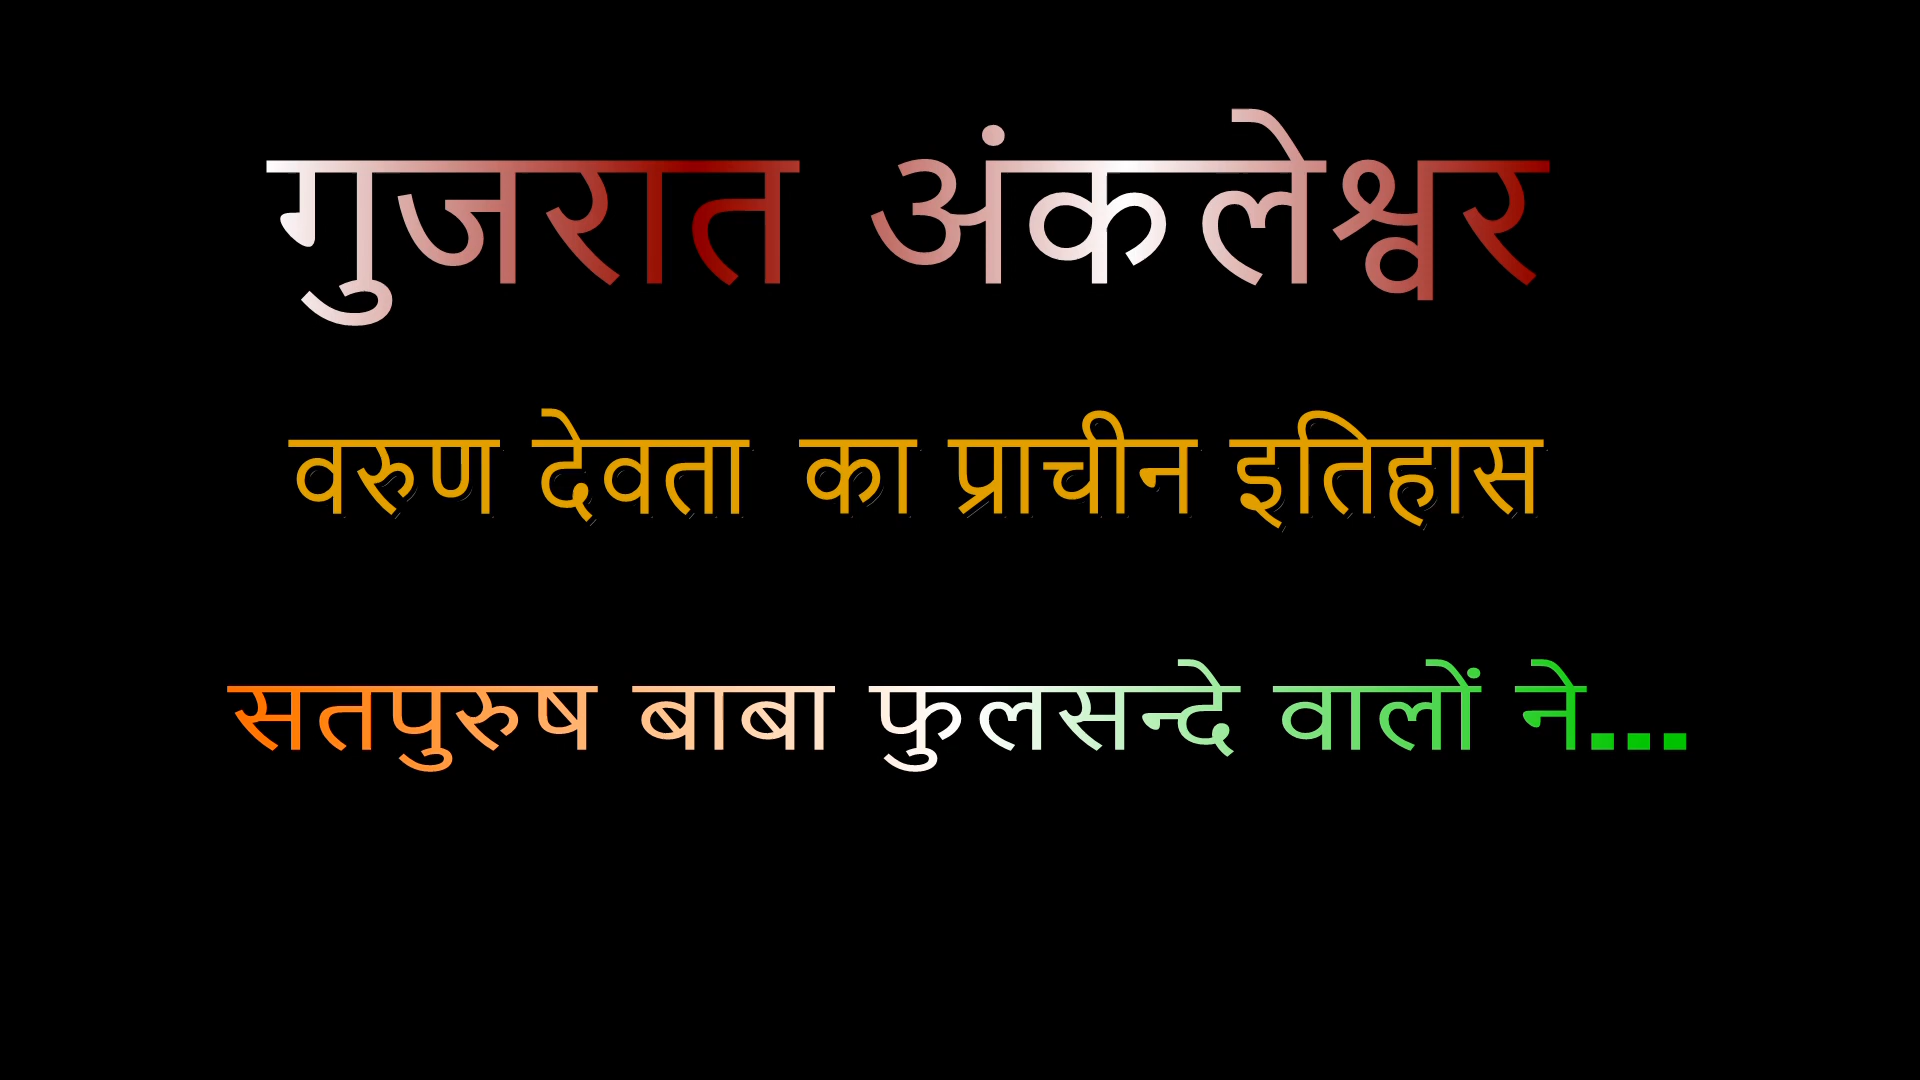 गुजरात अंकलेश्वर
वरुण देवता का प्राचीन इतिहास
सतपुरुष बाबा फुलसन्दे वालों ने...